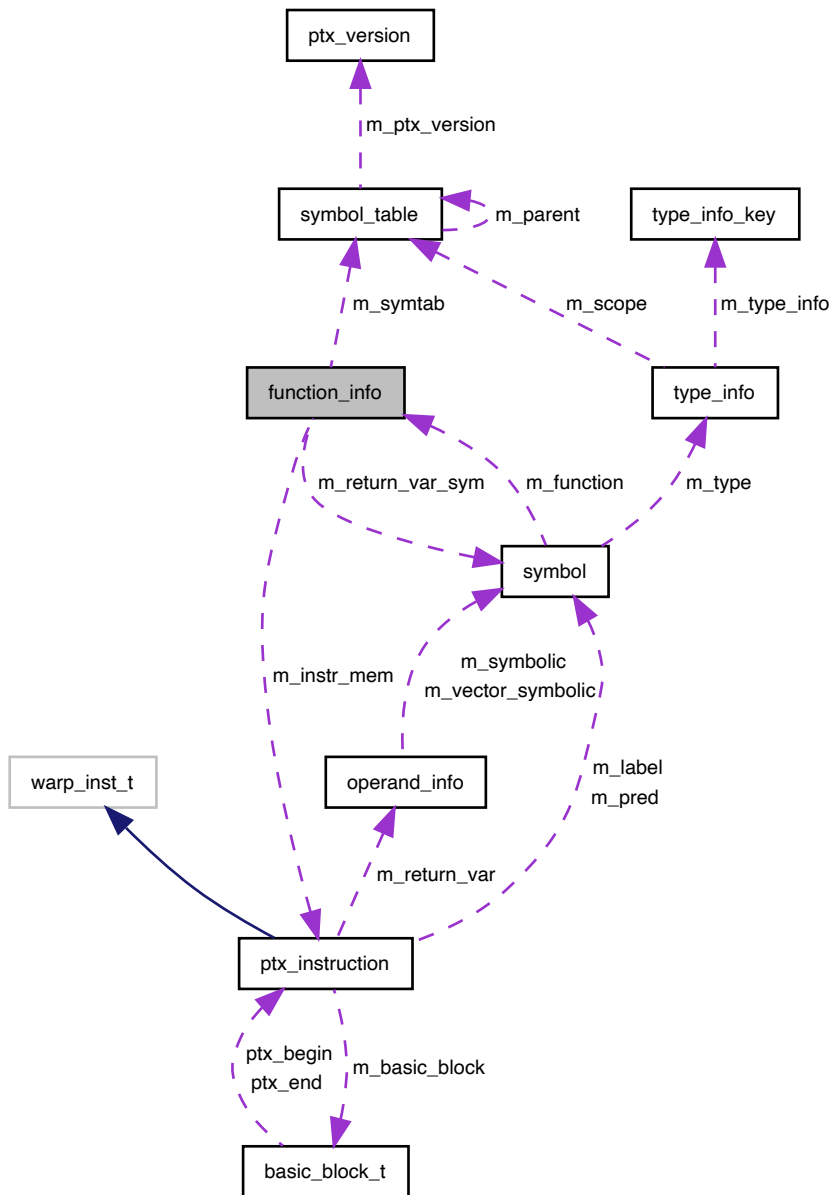 ptx_version
m_ptx_version
symbol_table
m_parent
type_info_key
m_symtab
m_scope
m_type_info
function_info
type_info
m_return_var_sym
m_function
m_type
symbol
m_instr_mem
m_symbolic
m_vector_symbolic
warp_inst_t
operand_info
m_label
m_pred
m_return_var
ptx_instruction
ptx_begin
ptx_end
m_basic_block
basic_block_t